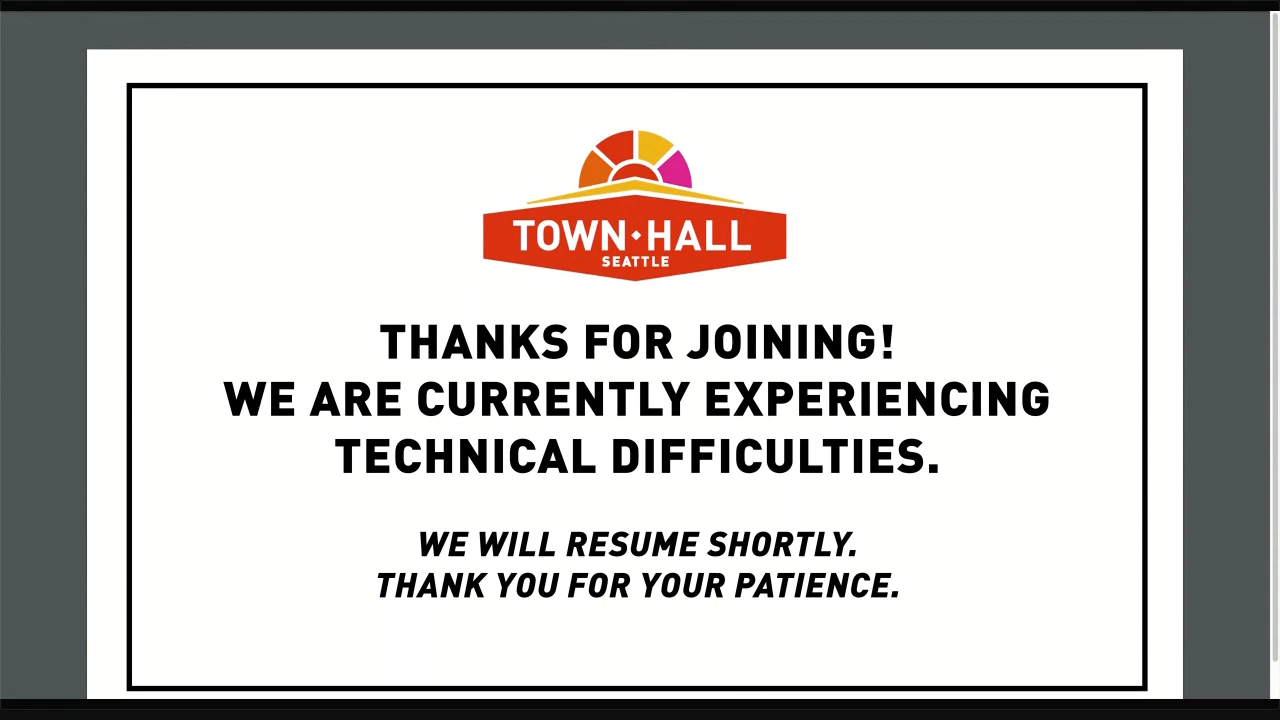 TOWN◆HALL
SEATTLE
THANKS FOR JOINING!
WE ARE CURRENTLY EXPERIENCING
TECHNICAL DIFFICULTIES.
WE WILL RESUME SHORTLY.
THANK YOU FOR YOUR PATIENCE.